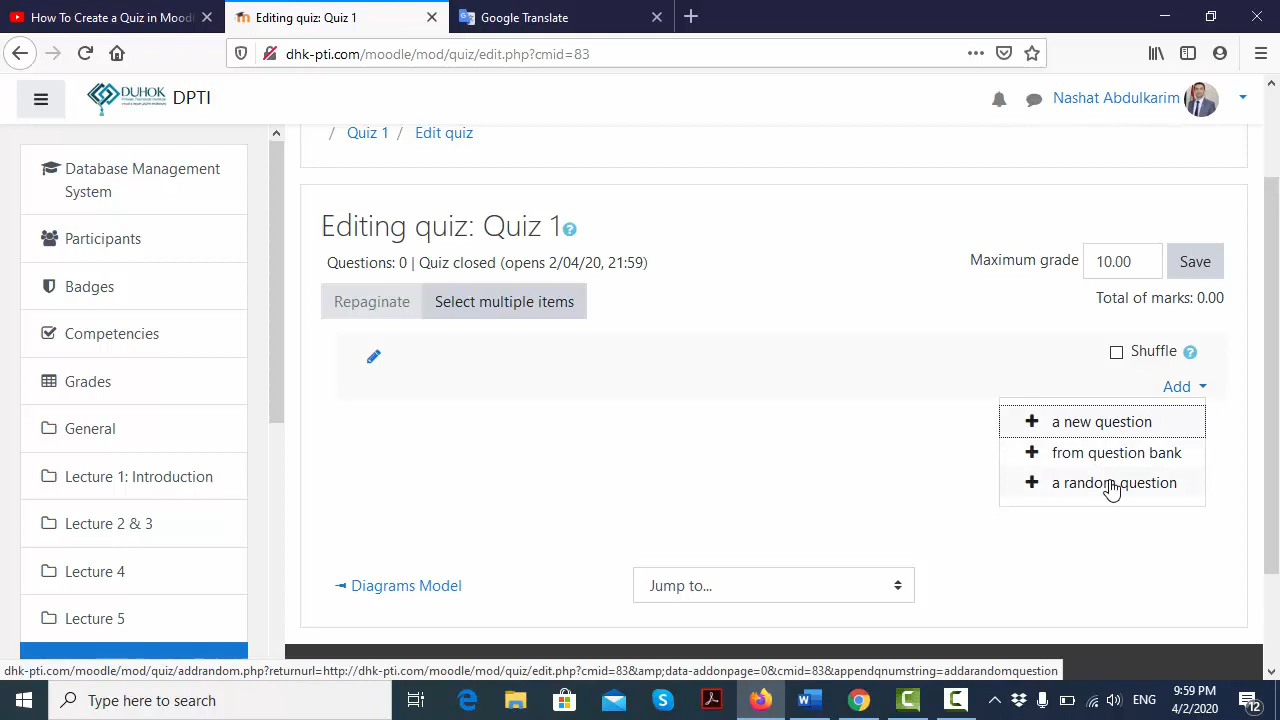 How To Create a Quiz in Mood
Editing quiz: Quiz 1
Google Translate
dhk-pti.com/moodle/mod/quiz/edit.php?cmid=83
DUHOK
DPTI
Nashat Abdulkarim
/ Quiz 1 / Edit quiz
Database Management
System
Participants
Badges
Competencies
Grades
General
Lecture 1: Introduction
Lecture 2 & 3
Lecture 4
Lecture 5
Editing quiz: Quiz 1
Questions: 0 | Quiz closed (opens 2/04/20, 21:59)
Maximum grade 10.00 Save
Total of marks: 0.00
Repaginate Select multiple items
Shuffle
Add
a new question
from question bank
a random question
Diagrams Model
Jump to...
dhk-pti.com/moodle/mod/quiz/addrandom.php?returnurl=http://dhk-pti.com/moodle/mod/quiz/edit.php?cmid=83&amp;data-addonpage=0&cmid=83&appendqnumstring=addarandomquestion
Type here to search
ENG
9:59 PM
4/2/2020
12